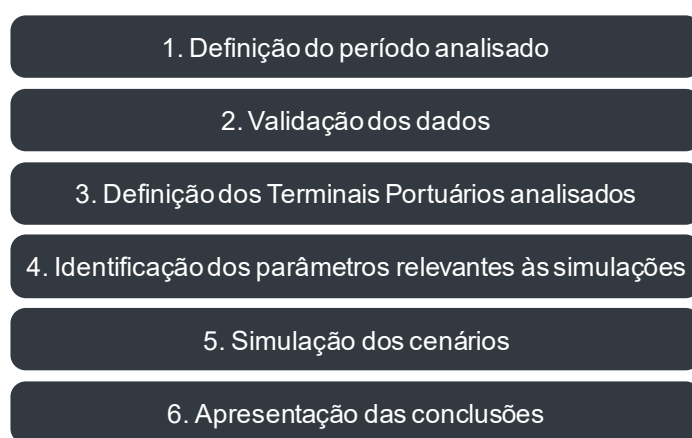 1. Definição do período analisado
2. Validação dos dados
3. Definição dos Terminais Portuários analisados
4. Identificação dos parâmetros relevantes às simulações
5. Simulação dos cenários
6. Apresentação das conclusões